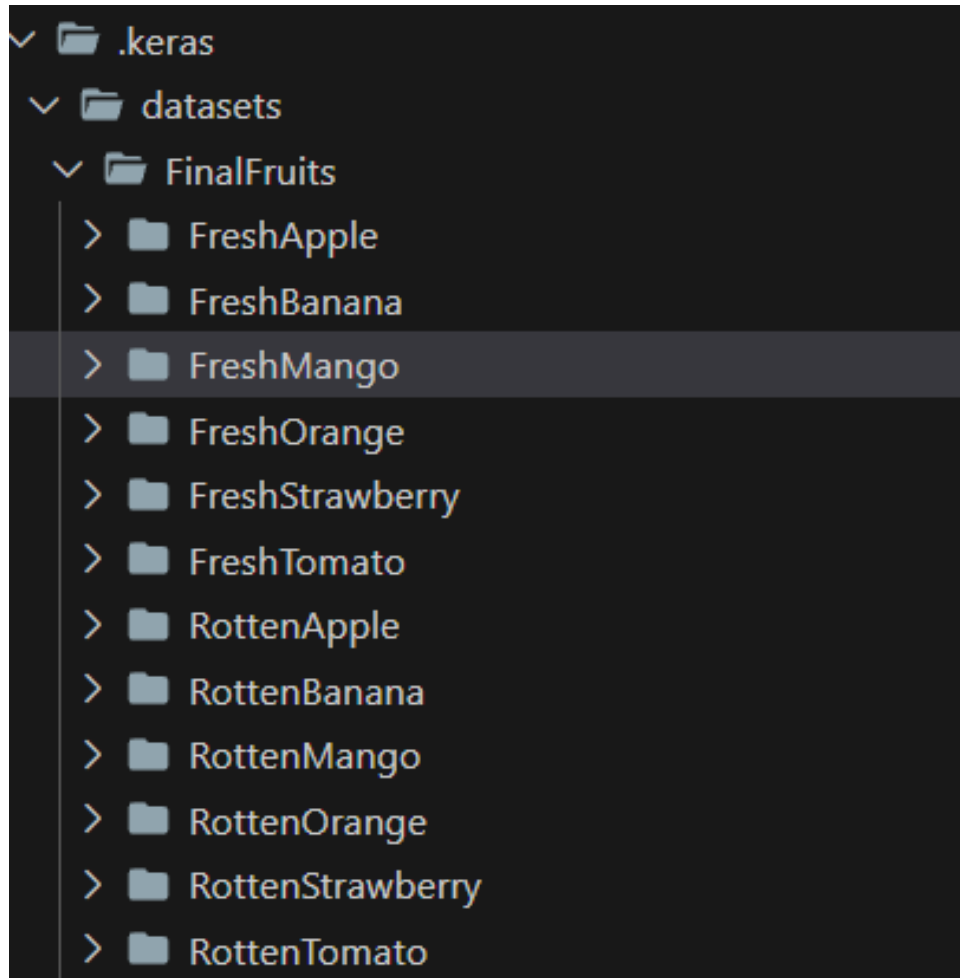 .keras
datasets
FinalFruits
FreshApple
FreshBanana
FreshMango
FreshOrange
FreshStrawberry
FreshTomato
RottenApple
RottenBanana
RottenMango
RottenOrange
RottenStrawberry
RottenTomato